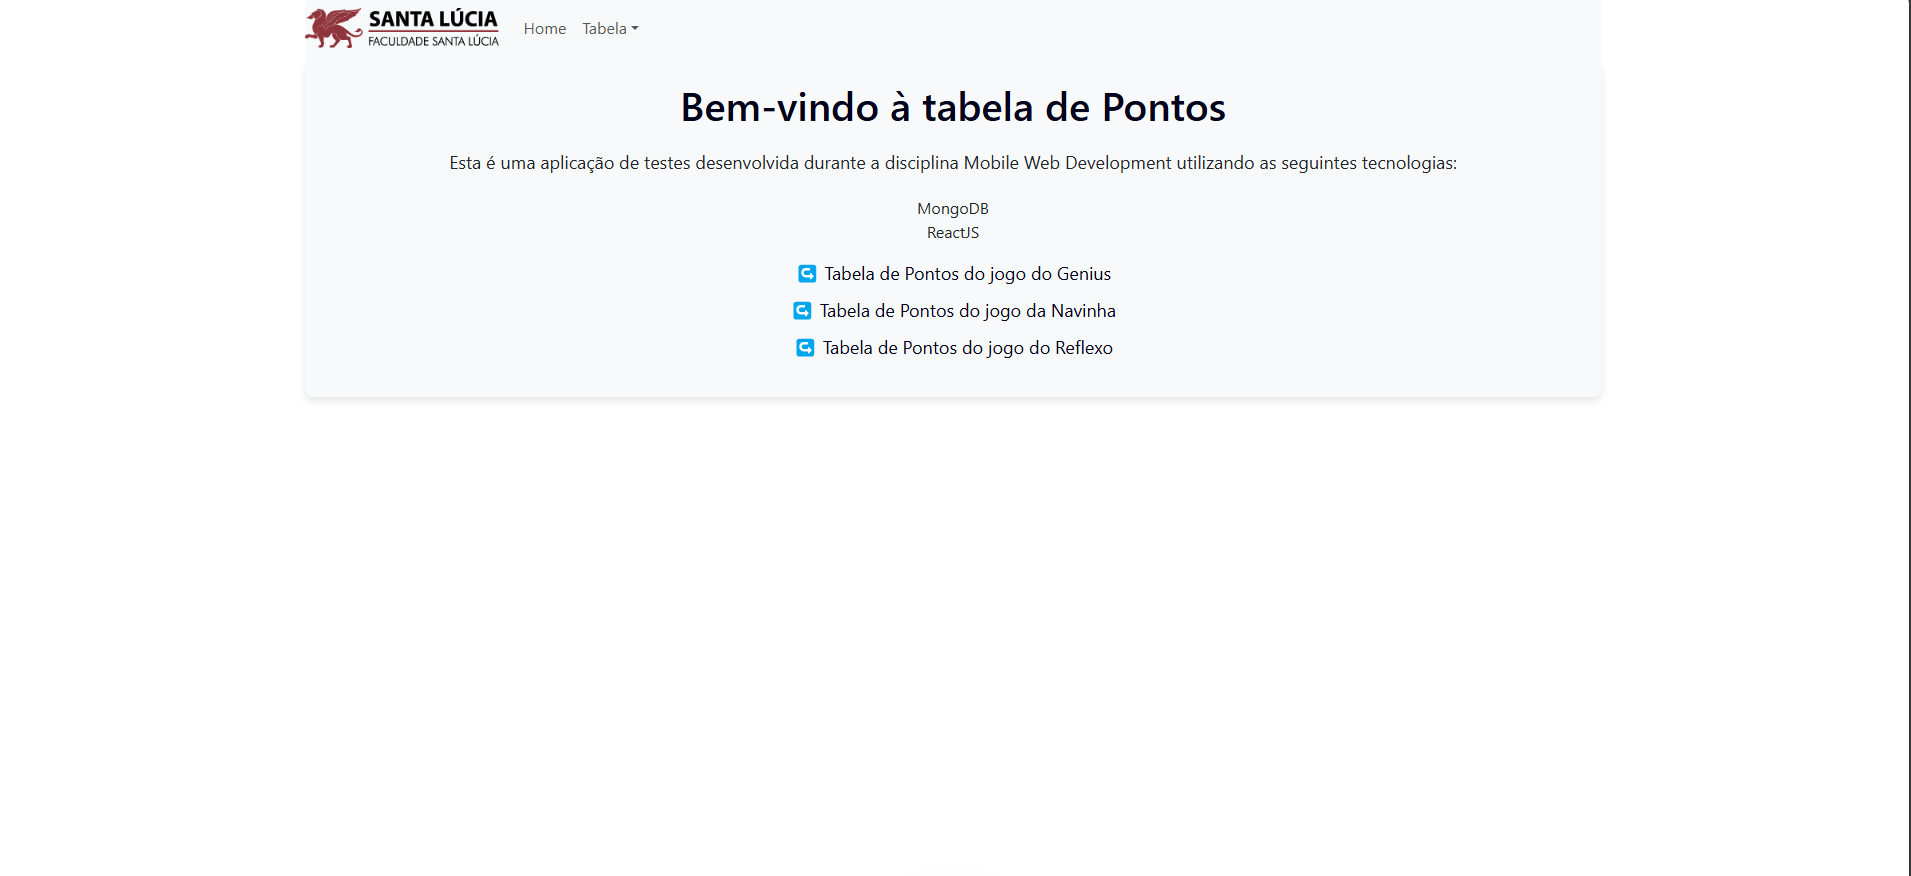 SANTA LÚCIA
FACULDADE SANTA LÚCIA
Home
Tabela
Bem-vindo à tabela de Pontos
Esta é uma aplicação de testes desenvolvida durante a disciplina Mobile Web Development utilizando as seguintes tecnologias:
MongoDB
ReactJS
Tabela de Pontos do jogo do Genius
Tabela de Pontos do jogo da Navinha
Tabela de Pontos do jogo do Reflexo